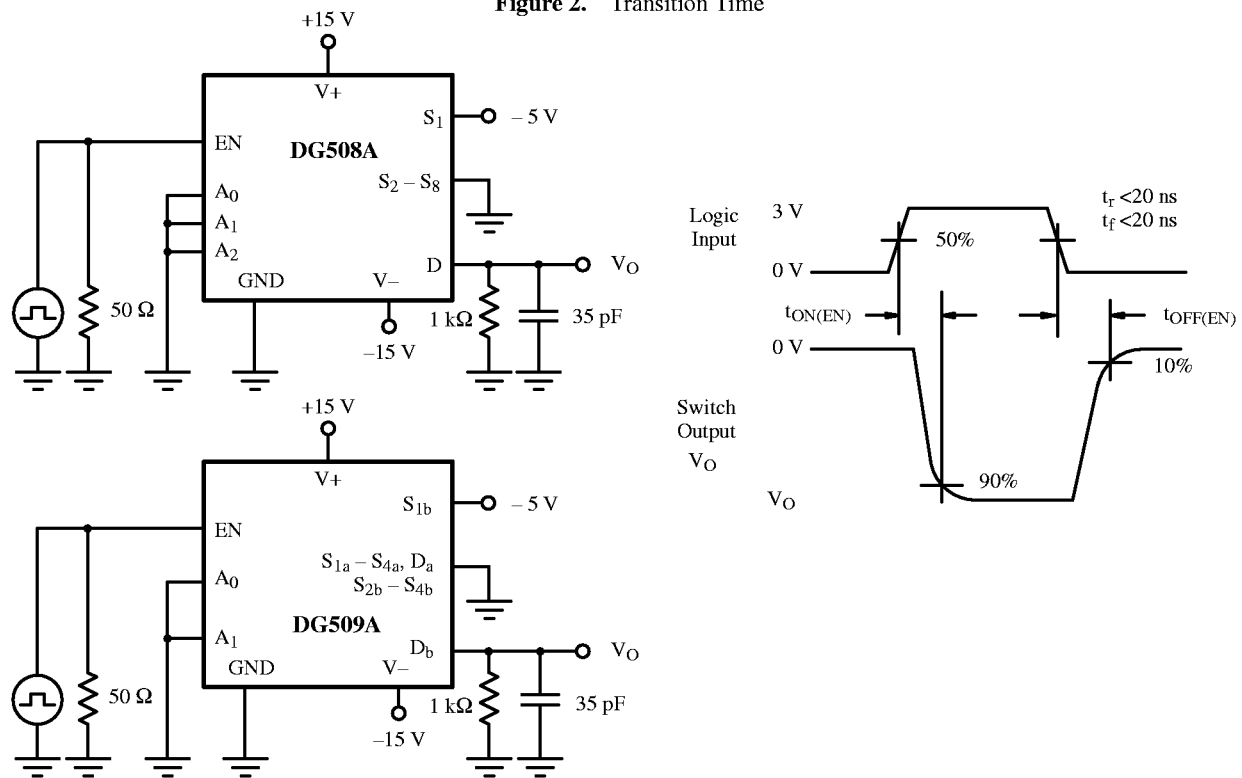 Figure 2. Transition Time
+15 V
V+
S1
– 5 V
EN
DG508A
S2 – S8
A0
A1
A2
D
VO
GND
V–
50 Ω
1 kΩ
35 pF
–15 V
+15 V
V+
S1b
– 5 V
EN
S1a – S4a, Da
S2b – S4b
A0
DG509A
A1
Db
VO
GND
V–
50 Ω
1 kΩ
35 pF
–15 V
Logic
Input
3 V
50%
tr <20 ns
tf <20 ns
0 V
tON(EN)
tOFF(EN)
0 V
10%
Switch
Output
VO
90%
VO